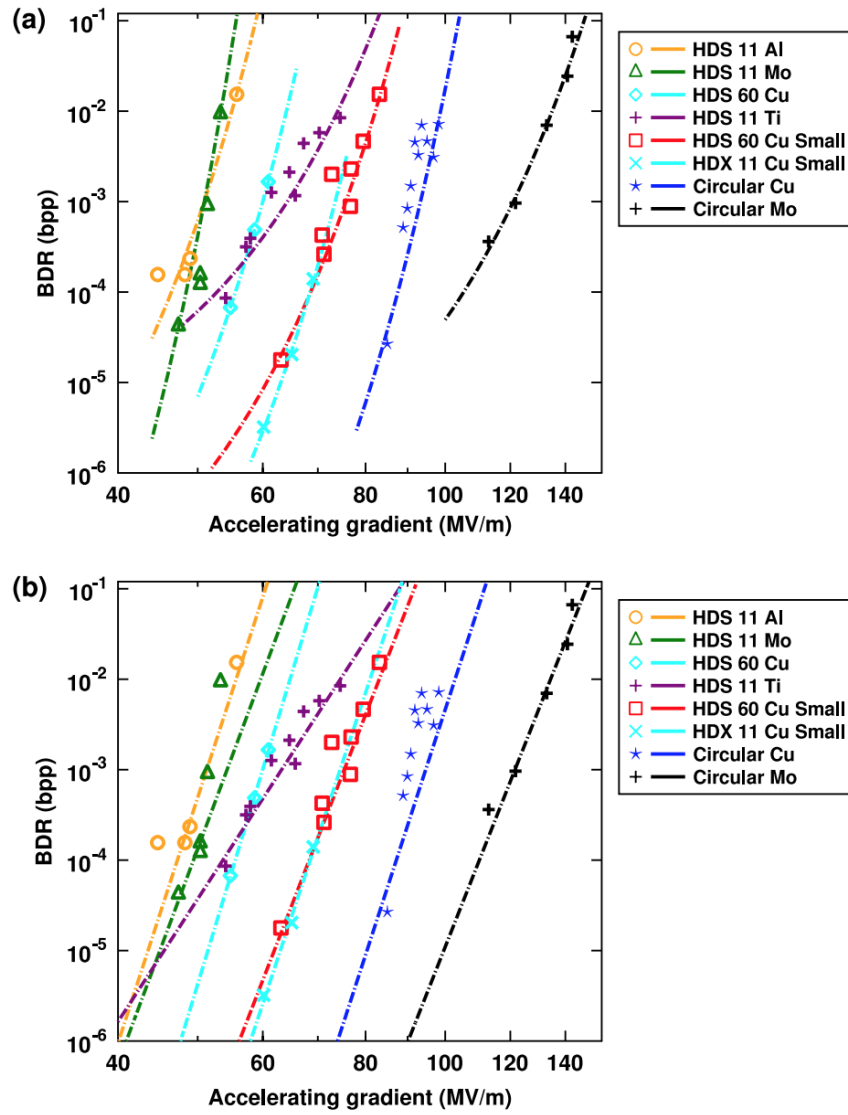 (a)
10^-1
10^-2
10^-3
10^-4
10^-5
10^-6
BDR (bpp)
40 60 80 100 120 140
Accelerating gradient (MV/m)
HDS 11 Al
HDS 11 Mo
HDS 60 Cu
HDS 11 Ti
HDS 60 Cu Small
HDX 11 Cu Small
Circular Cu
Circular Mo
(b)
10^-1
10^-2
10^-3
10^-4
10^-5
10^-6
BDR (bpp)
40 60 80 100 120 140
Accelerating gradient (MV/m)
HDS 11 Al
HDS 11 Mo
HDS 60 Cu
HDS 11 Ti
HDS 60 Cu Small
HDX 11 Cu Small
Circular Cu
Circular Mo